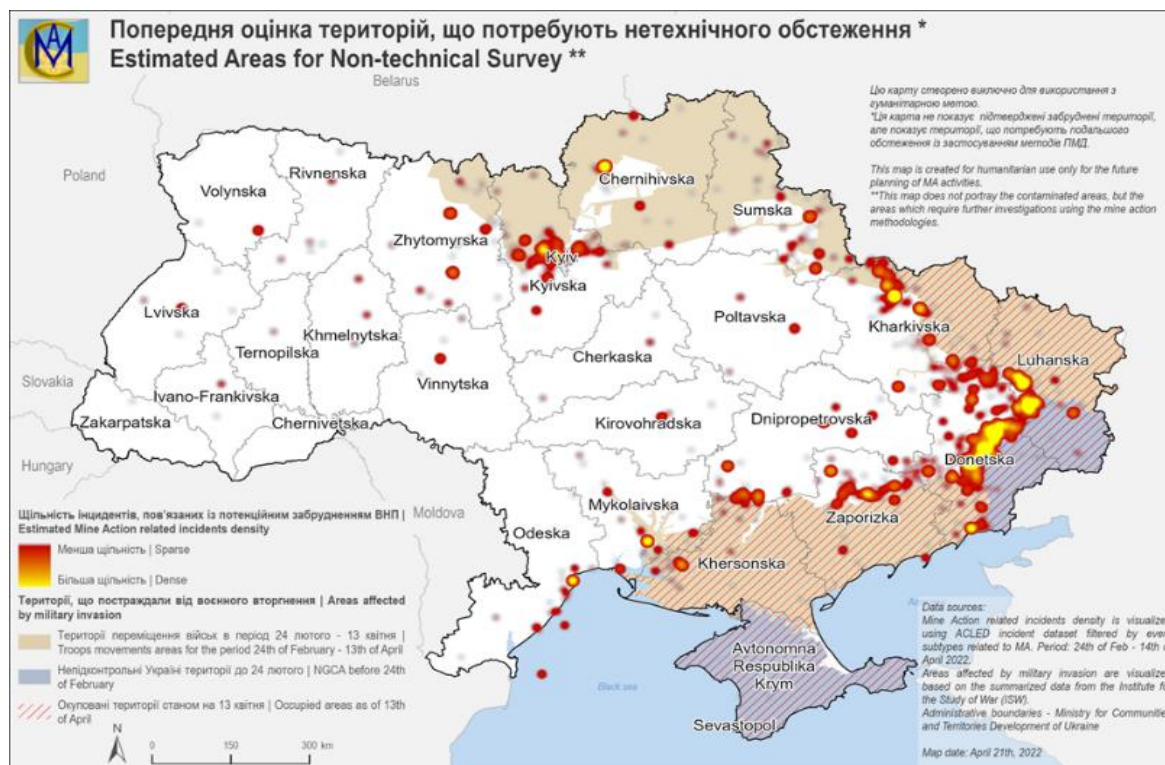 Попередня оцінка територій, що потребують нетехнічного обстеження *
Estimated Areas for Non-technical Survey **
Цю карту створено виключно для використання з
гуманітарною метою.
*Ця карта не показує підтверджені забруднені території,
але показує території, що потребують подальшого
обстеження із застосуванням методів ПМД.
This map is created for humanitarian use only for the future
planning of MA activities.
**This map does not portray the contaminated areas, but the
areas which require further investigations using the mine action
methodologies.
Belarus
Poland
Slovakia
Hungary
Moldova
Volynska
Rivnenska
Zhytomyrska
Kyiv
Kyivska
Chernihivska
Sumska
Lvivska
Ternopilska
Khmelnytska
Ivano-Frankivska
Zakarpatska
Chernivetska
Vinnytska
Cherkaska
Poltavska
Kharkivska
Luhanska
Kirovohradska
Dnipropetrovska
Donetska
Mykolaivska
Odeska
Zaporizka
Khersonska
Avtonomna
Respublika
Krym
Sevastopol
Black sea
Щільність інцидентів, пов'язаних із потенційним забрудненням ВНП |
Estimated Mine Action related incidents density
Менша щільність | Sparse
Більша щільність | Dense
Території, що постраждали від воєнного вторгнення | Areas affected
by military invasion
Території переміщення військ в період 24 лютого - 13 квітня |
Troops movements areas for the period 24th of February - 13th of April
Непідконтрольні Україні території до 24 лютого | NGCA before 24th
of February
Окуповані території станом на 13 квітня | Occupied areas as of 13th
of April
N
0 150 300 km
Data sources:
Mine Action related incidents density is visualize
using ACLED incident dataset filtered by even
subtypes related to MA. Period: 24th of Feb - 14th o
April 2022.
Areas affected by military invasion are visualize
based on the summarized data from the Institute fo
the Study of War (ISW).
Administrative boundaries - Ministry for Communitie
and Territories Development of Ukraine
Map date: April 21th, 2022